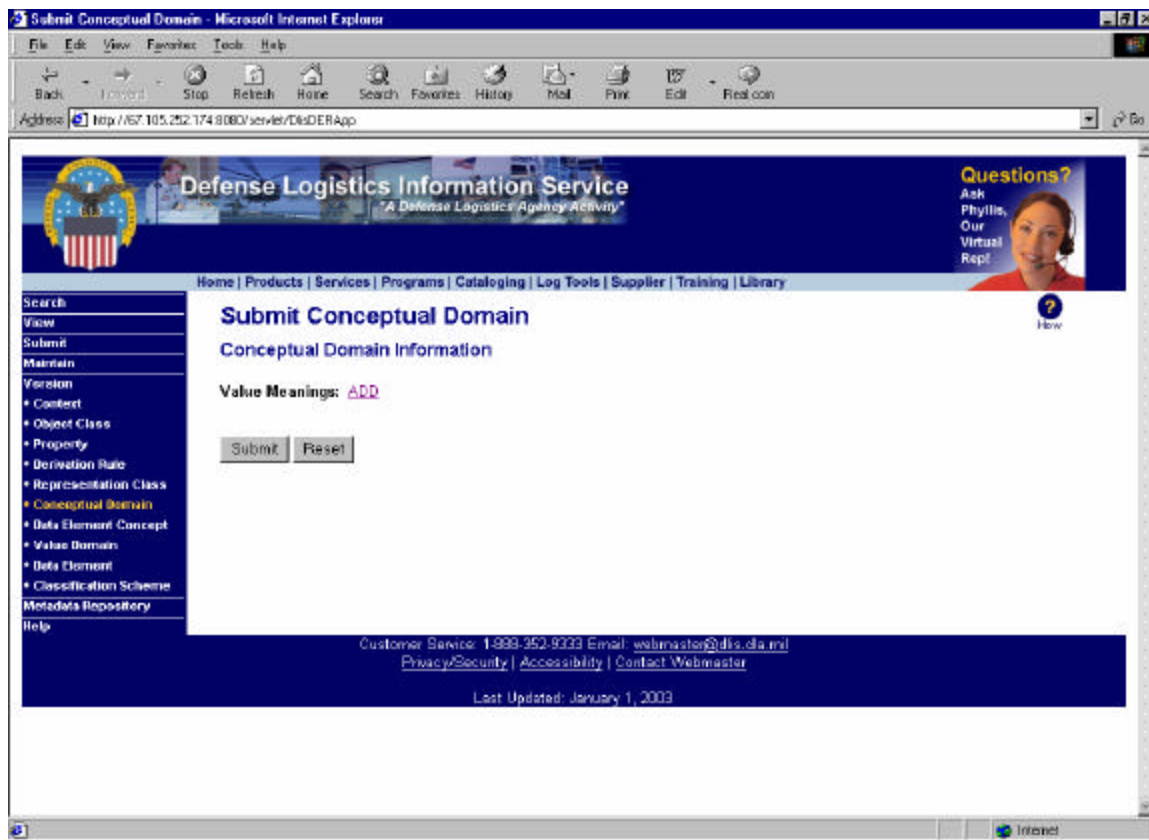 Submit Conceptual Domain - Microsoft Internet Explorer
File Edit View Favorites Tools Help
Back Forward Stop Refresh Home Search Favorites History Mail Print Edit Real.com
Address http://67.105.252.174:8080/servlet/DlisDERApp
Go
Defense Logistics Information Service
"A Defense Logistics Agency Activity"
Questions?
Ask
Phyllis,
Our
Virtual
Rep!
Home | Products | Services | Programs | Cataloging | Log Tools | Supplier | Training | Library
Search
View
Submit
Maintain
Version
• Context
• Object Class
• Property
• Derivation Rule
• Representation Class
• Conceptual Domain
• Data Element Concept
• Value Domain
• Data Element
• Classification Scheme
Metadata Repository
Help
Submit Conceptual Domain
?
How
Conceptual Domain Information
Value Meanings: ADD
Submit Reset
Customer Service: 1-888-352-9333 Email: webmaster@dlis.dla.mil
Privacy/Security | Accessibility | Contact Webmaster
Last Updated: January 1, 2003
Internet